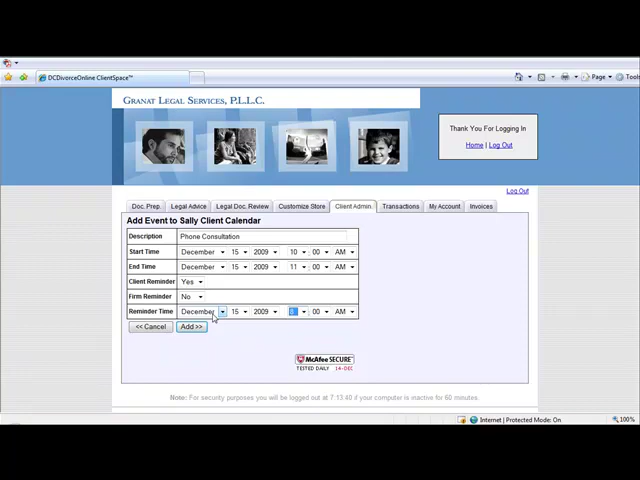 DCDivorceOnline ClientSpace™
Page
Tools
GRANAT LEGAL SERVICES, P.L.L.C.
Thank You For Logging In
Home | Log Out
Log Out
Doc. Prep. Legal Advice Legal Doc. Review Customize Store Client Admin. Transactions My Account Invoices
Add Event to Sally Client Calendar
Description Phone Consultation
Start Time December 15 2009 10 00 AM
End Time December 15 2009 11 00 AM
Client Reminder Yes
Firm Reminder No
Reminder Time December 15 2009 8 00 AM
<< Cancel Add >>
McAfee SECURE
TESTED DAILY 14-DEC
Note: For security purposes you will be logged out at 7:13:40 if your computer is inactive for 60 minutes.
Internet | Protected Mode: On 100%